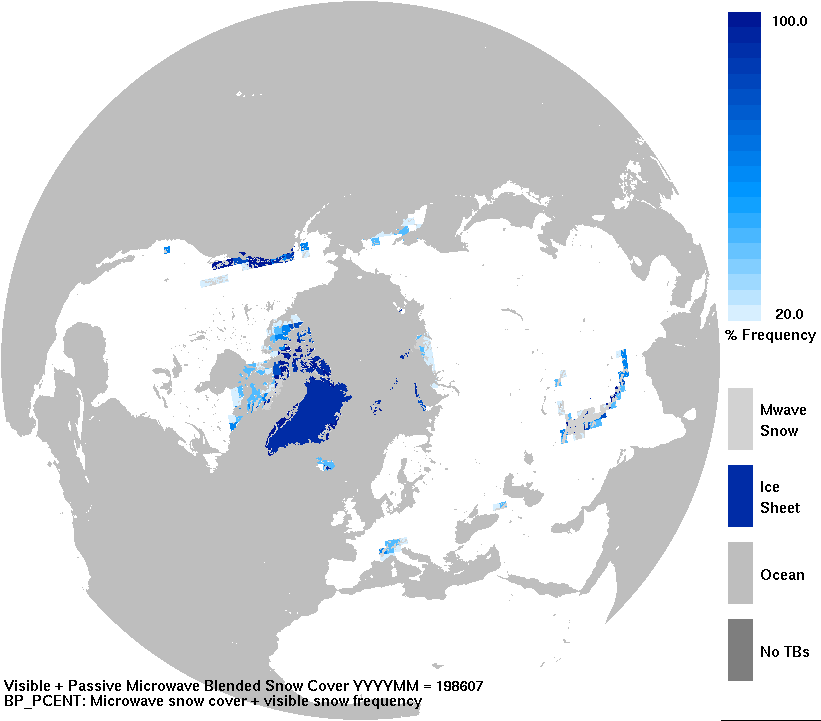 100.0
20.0
% Frequency
Mwave
Snow
Ice
Sheet
Ocean
No TBs
Visible + Passive Microwave Blended Snow Cover YYYYMM = 198607
BP_PCENT: Microwave snow cover + visible snow frequency